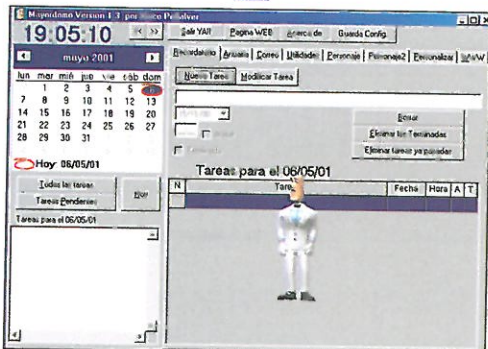 Mayordomo Version 1.3 por Xisco Peñalver
19:05:10 < >>
Salir YA!! Pagina WEB Acerca de Guarda Config.
mayo 2001
Recordatorio Anuario Correo Utilidades Personaje Personaje2 Personalizar
Nueva Tarea Modificar Tarea
lun mar mié jue vie sáb dom
1 2 3 4 5 6
7 8 9 10 11 12 13
14 15 16 17 18 19 20
21 22 23 24 25 26 27
28 29 30 31
Hoy: 06/05/01
Borrar
Eliminar las Terminadas
Eliminar tareas ya pasadas
Todas las tareas
Tareas Pendientes
Hoy
Tareas para el 06/05/01
Tareas para el 06/05/01
N Tare Fecha Hora A T